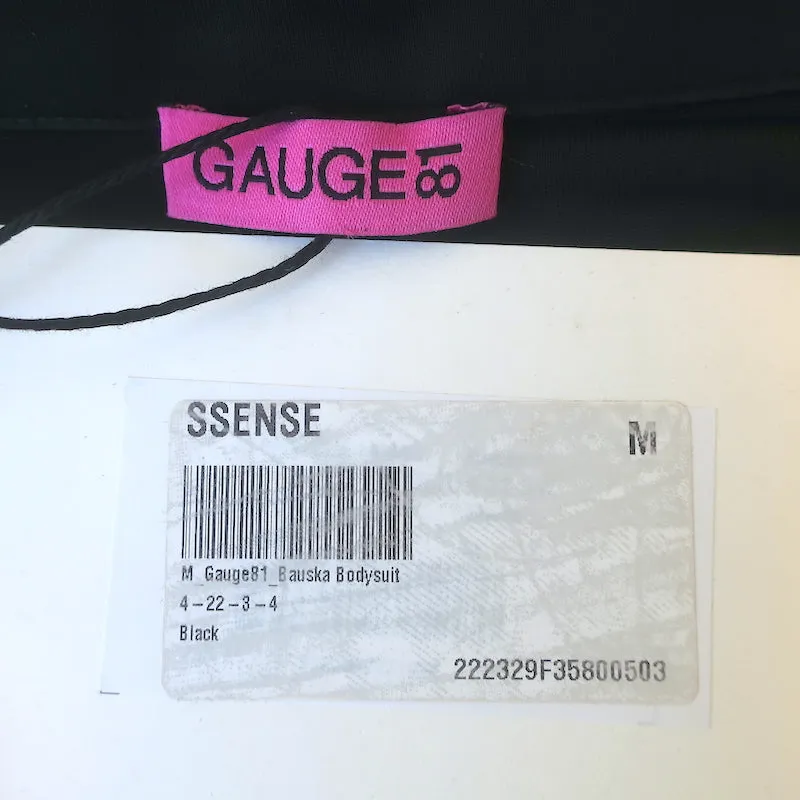 GAUGE81
SSENSE
M
M_Gauge81_Bauska Bodysuit
4-22-3-4
Black
222329F35800503